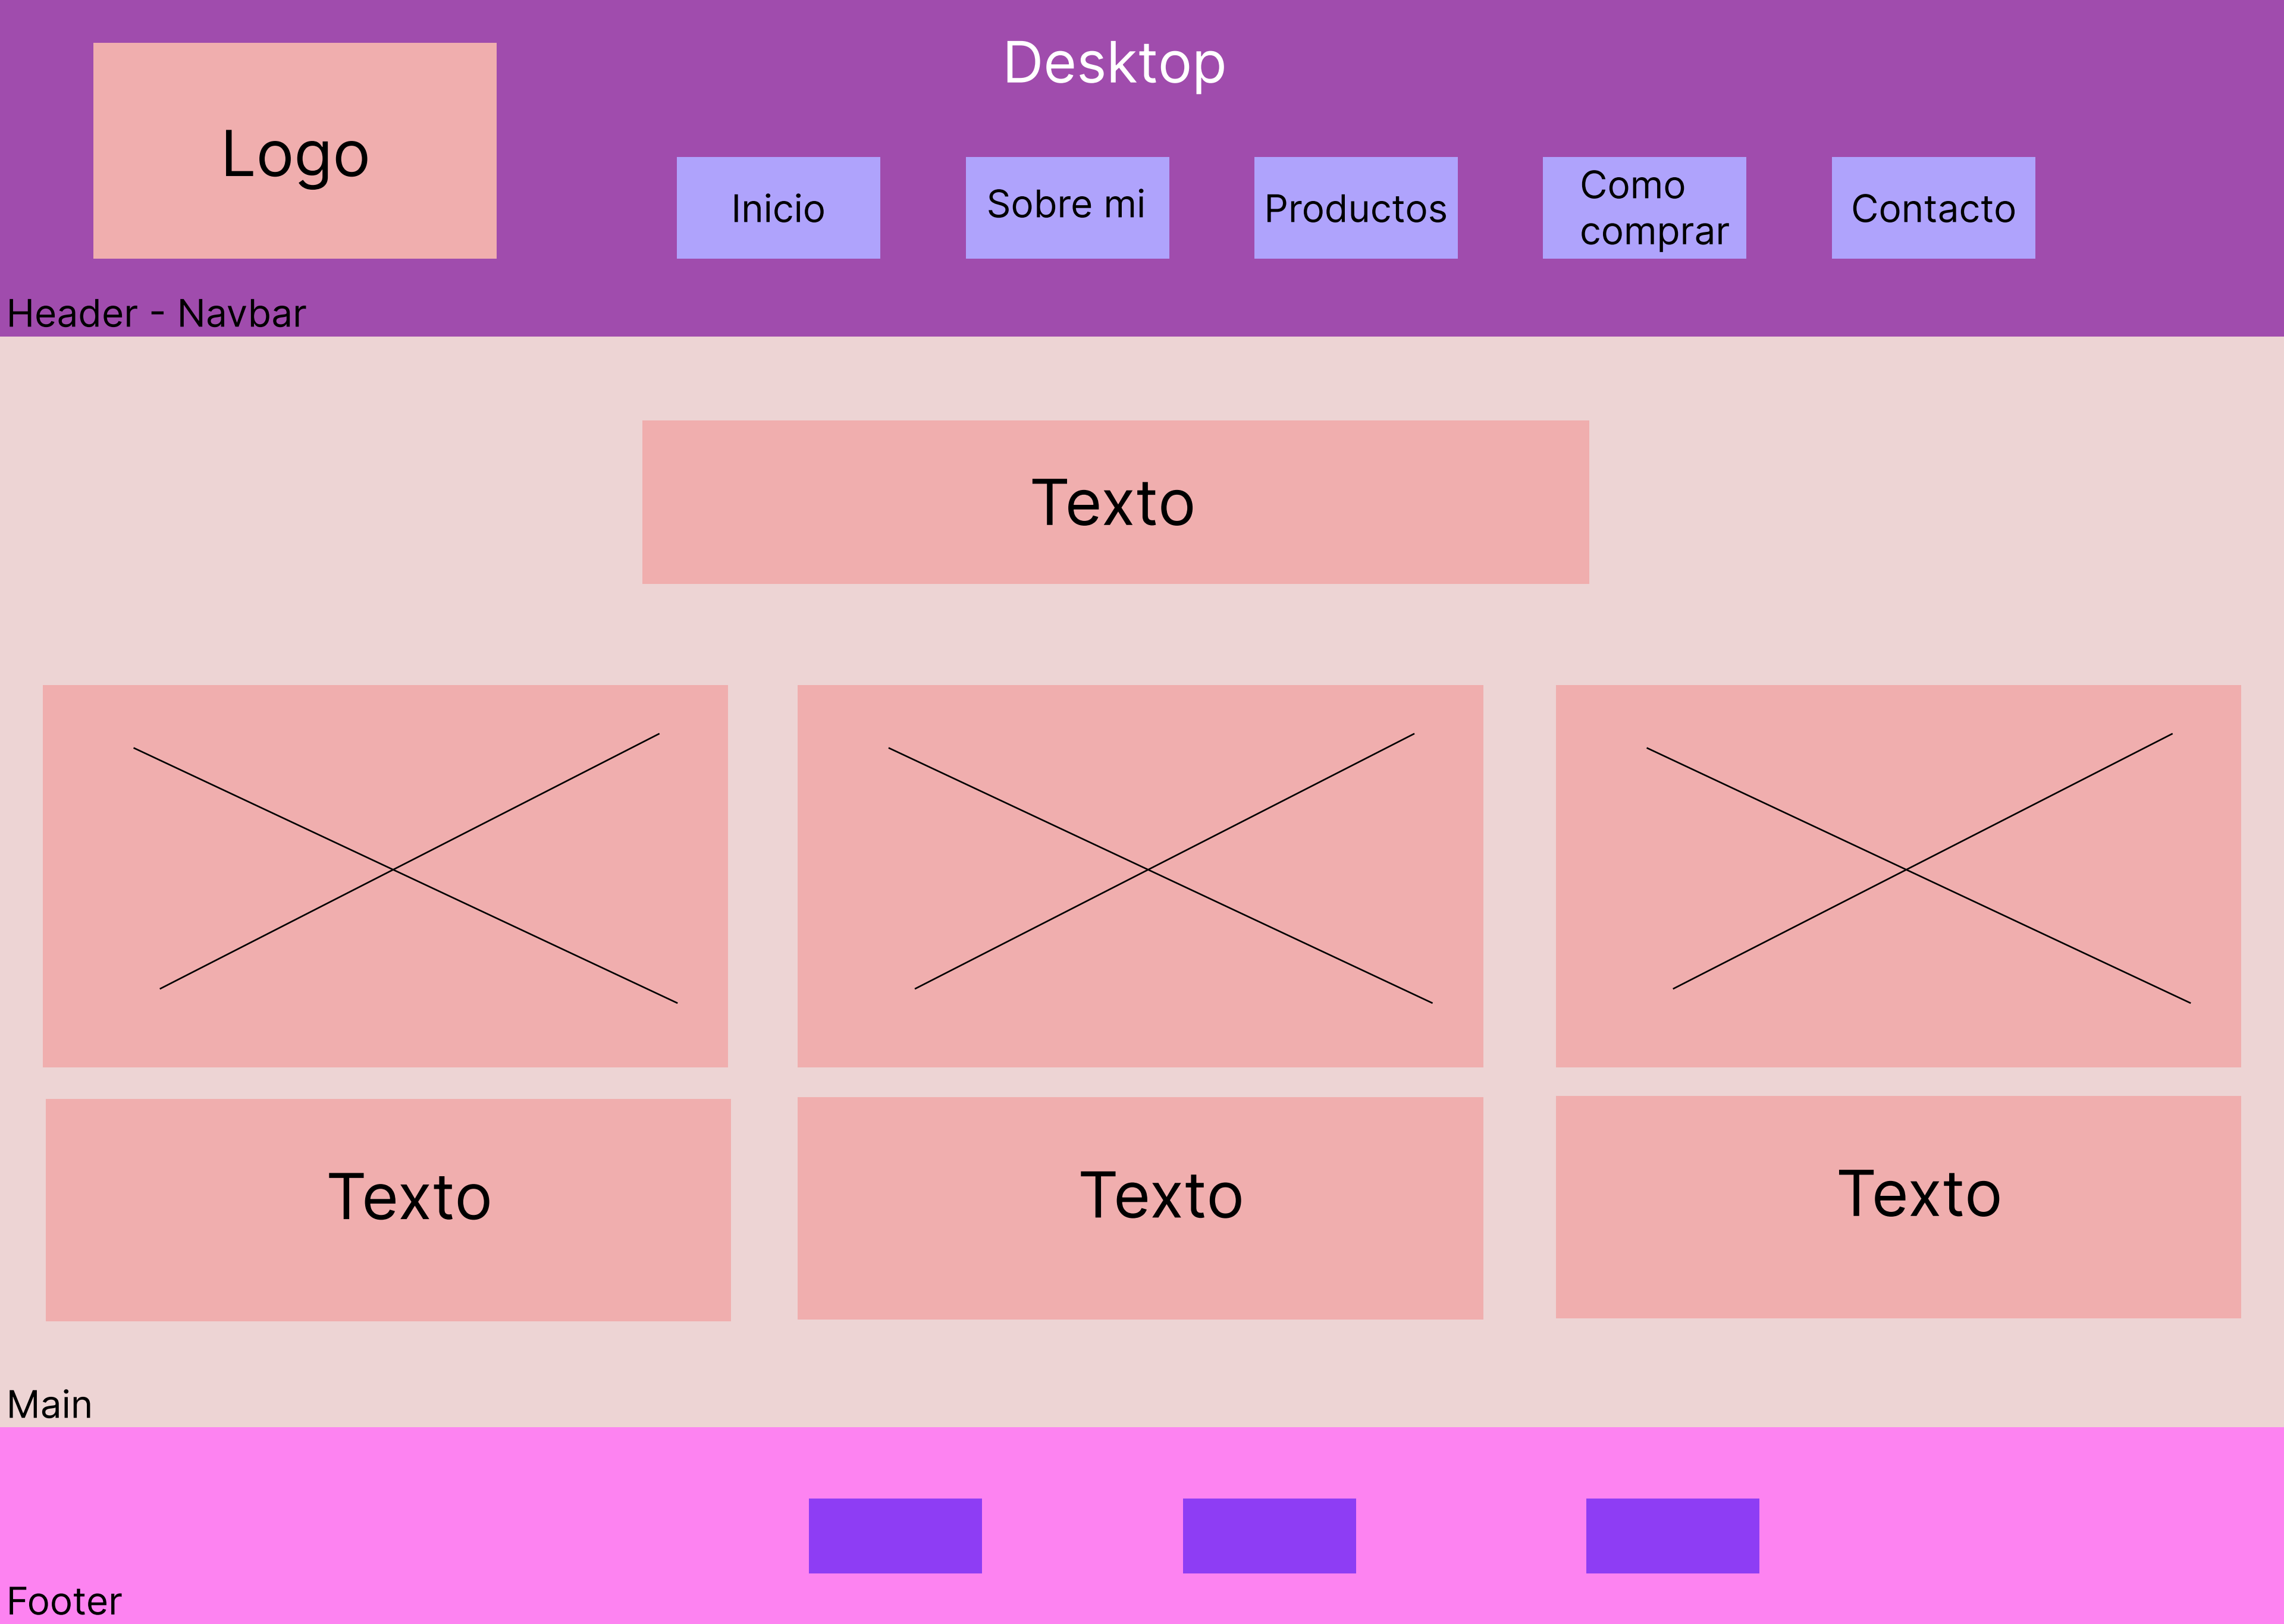 Desktop
Logo
Inicio
Sobre mi
Productos
Como
comprar
Contacto
Header - Navbar
Texto
Texto
Texto
Texto
Main
Footer